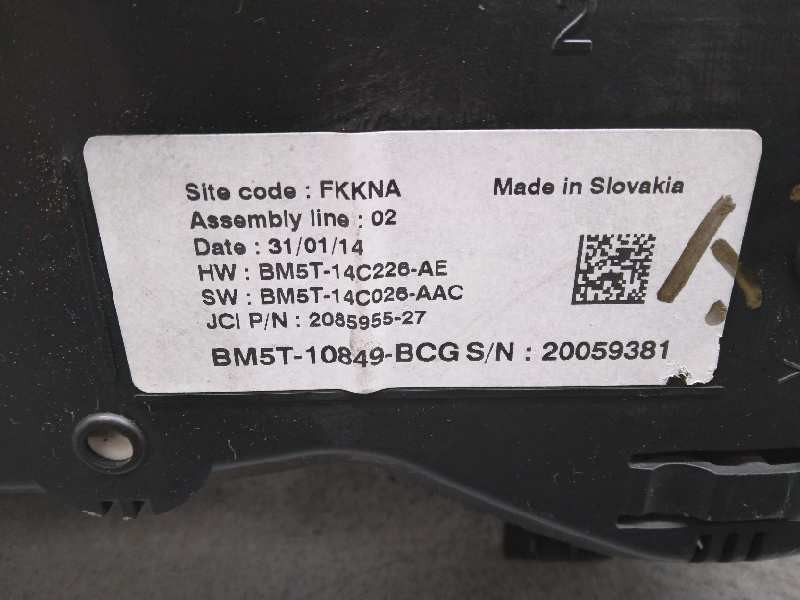 2
Site code : FKKNA Made in Slovakia
Assembly line : 02
Date : 31/01/14
HW : BM5T-14C226-AE
SW : BM5T-14C026-AAC
JCI P/N : 2085955-27
BM5T-10849-BCG S/N : 20059381